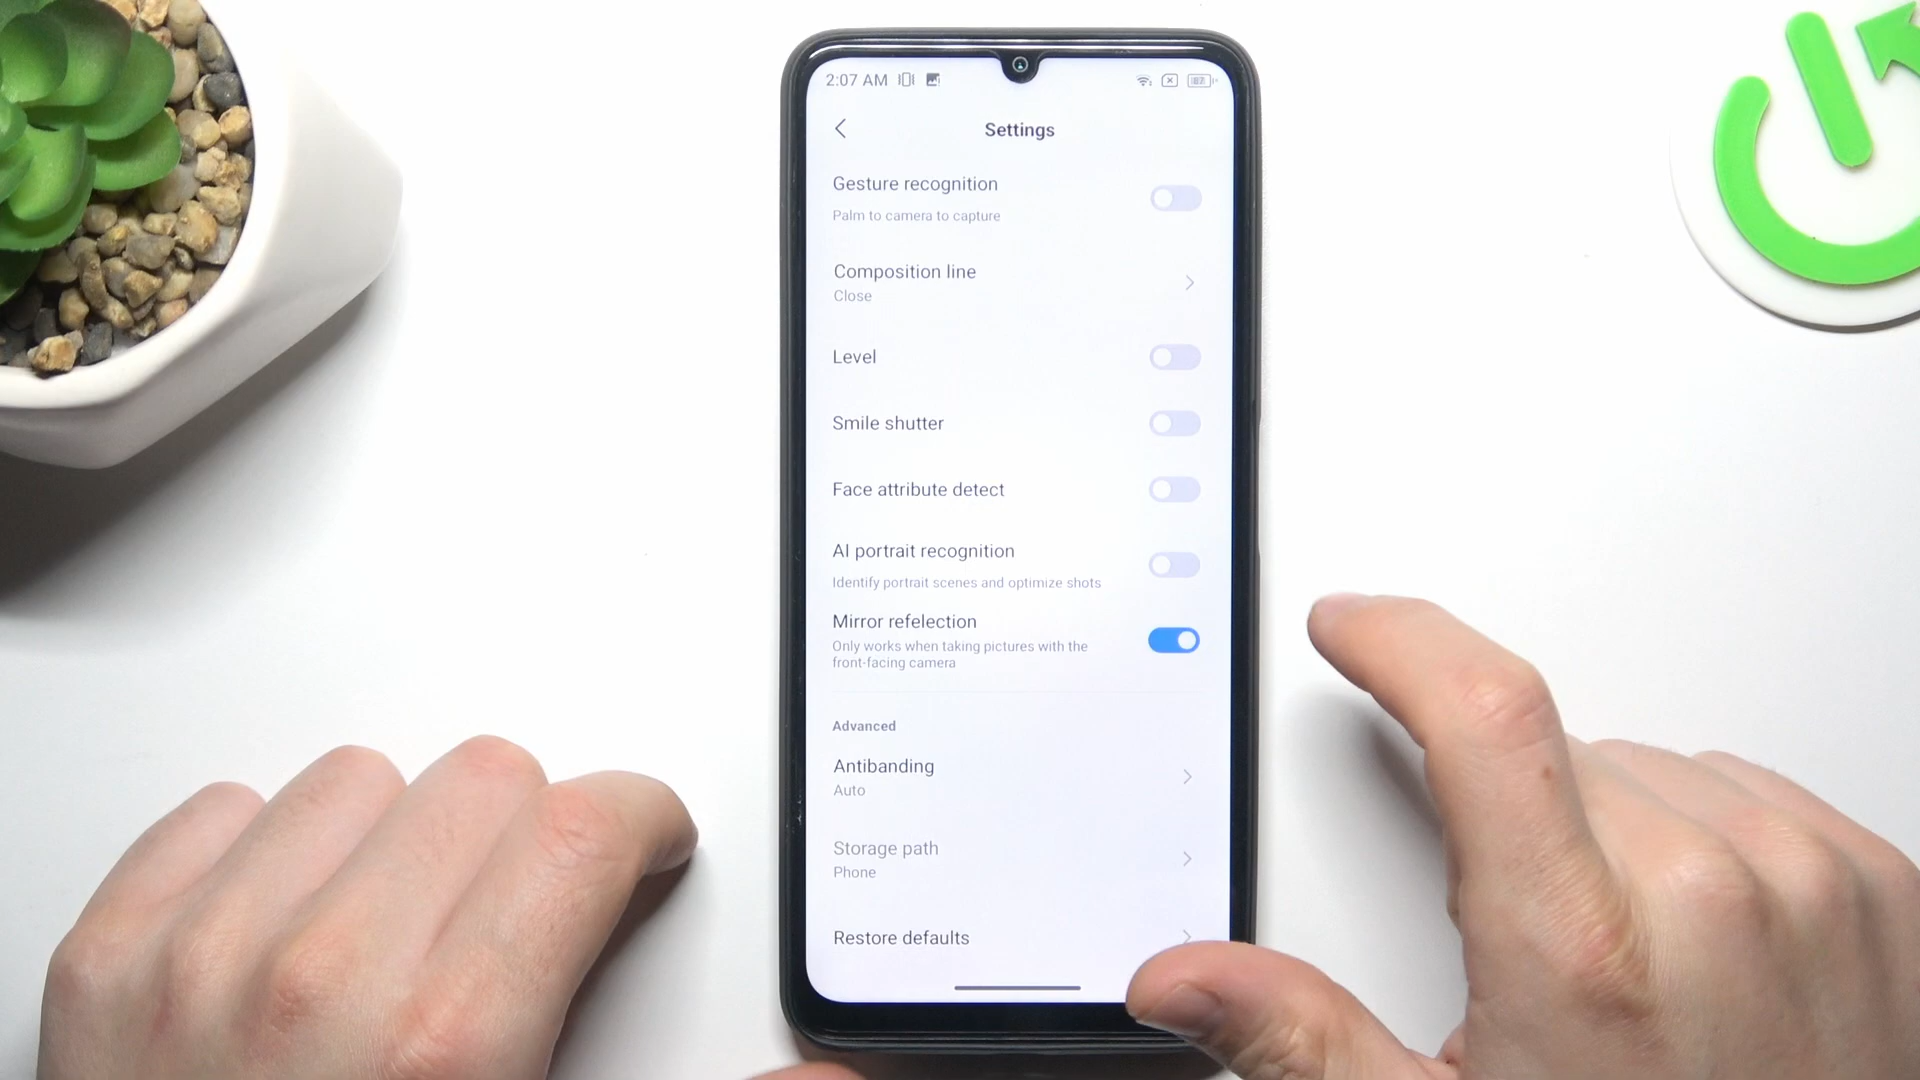 2:07 AM
Settings
Gesture recognition
Palm to camera to capture
Composition line
Close
Level
Smile shutter
Face attribute detect
AI portrait recognition
Identify portrait scenes and optimize shots
Mirror refelection
Only works when taking pictures with the
front-facing camera
Advanced
Antibanding
Auto
Storage path
Phone
Restore defaults